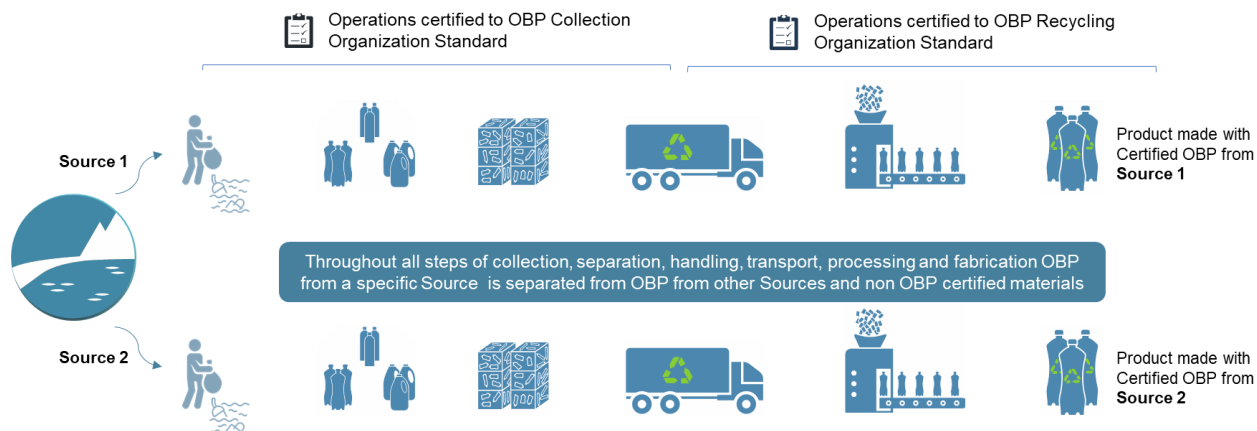 Operations certified to OBP Collection
Organization Standard
Operations certified to OBP Recycling
Organization Standard
Source 1
Product made with
Certified OBP from
Source 1
Throughout all steps of collection, separation, handling, transport, processing and fabrication OBP
from a specific Source is separated from OBP from other Sources and non OBP certified materials
Source 2
Product made with
Certified OBP from
Source 2